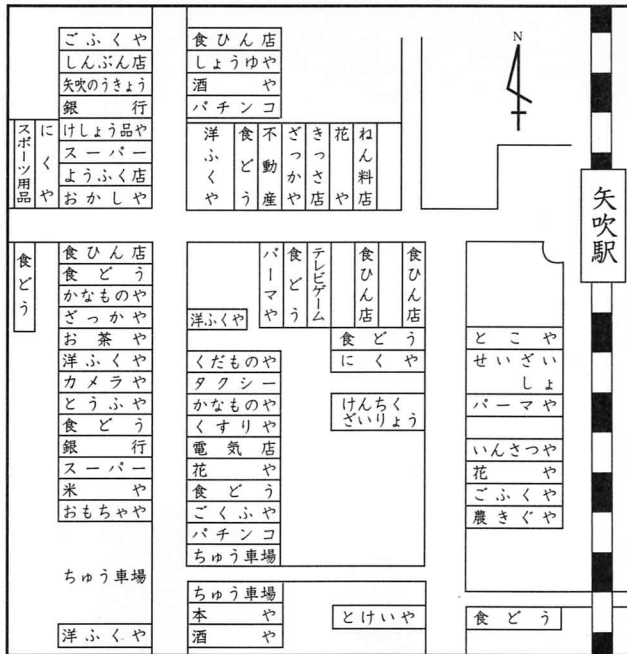 ごふくや
しんぶん店
矢吹のうきょう
銀行
スポーツ用品
にくや
けしょう品や
スーパー
ようふく店
おかしや
食ひん店
しょうゆや
酒や
パチンコ
洋ふくや
食どう
不動産
ざっかや
きっさ店
花や
ねん料店
N
矢吹駅
食どう
食ひん店
食どう
かなものや
ざっかや
お茶や
洋ふくや
カメラや
とうふや
食どう
銀行
スーパー
米や
おもちゃや
ちゅう車場
洋ふくや
パーマや
食どう
テレビゲーム
食ひん店
食ひん店
洋ふくや
食どう
にくや
けんちく
ざいりょう
くだものや
タクシー
かなものや
くすりや
電気店
花や
食どう
ごくふや
パチンコ
ちゅう車場
ちゅう車場
本や
酒や
とけいや
とこや
せいざい
しょ
パーマや
いんさつや
花や
ごふくや
農きぐや
食どう